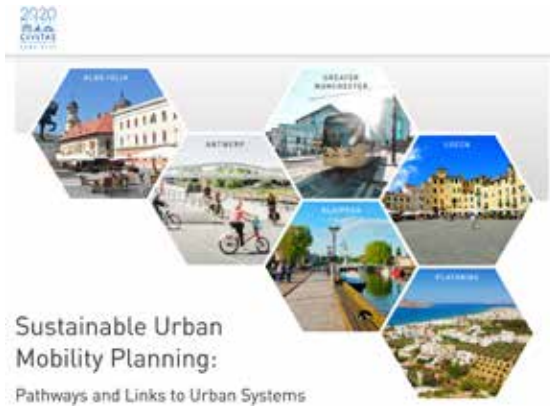 2020
CIVITAS
ALBA IULIA
GREATER
MANCHESTER
ANTWERP
LUCCA
KLAIPEDA
PLATANIAS
Sustainable Urban
Mobility Planning:
Pathways and Links to Urban Systems